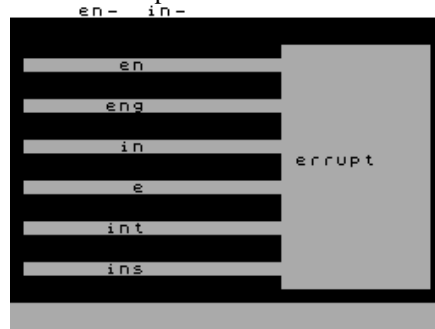 en- in-
en
eng
in
errupt
e
int
ins